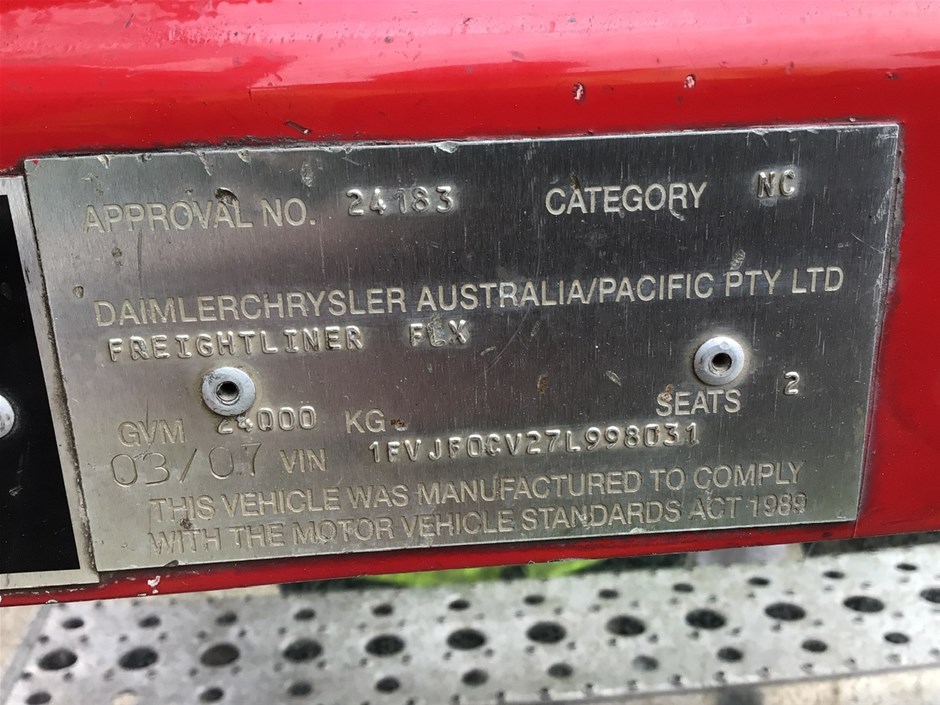 APPROVAL NO. 24183 CATEGORY NC
DAIMLERCHRYSLER AUSTRALIA/PACIFIC PTY LTD
FREIGHTLINER FLX
GVM 24000 KG. SEATS 2
03/07 VIN 1FVJF0CV27L998031
THIS VEHICLE WAS MANUFACTURED TO COMPLY
WITH THE MOTOR VEHICLE STANDARDS ACT 1989